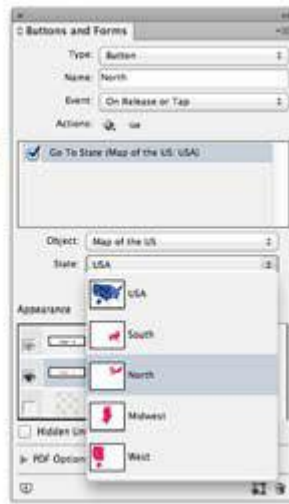 Buttons and Forms
Type: Button
Name: North
Event: On Release or Tap
Actions:
Go To State (Map of the US: USA)
Object: Map of the US
State: USA
USA
Appearance
South
North
Midwest
Hidden Un
West
PDF Option